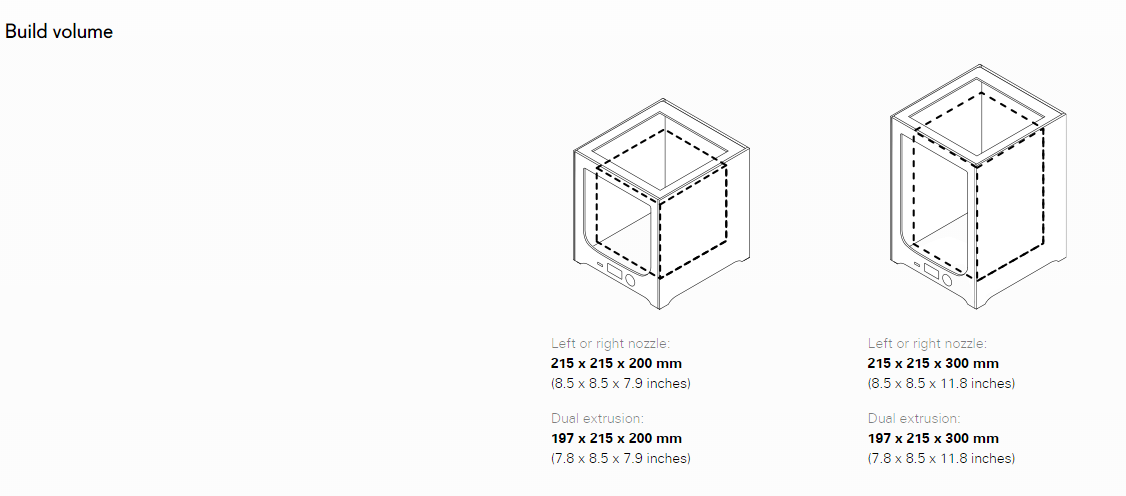 Build volume
Left or right nozzle:
215 x 215 x 200 mm
(8.5 x 8.5 x 7.9 inches)
Dual extrusion:
197 x 215 x 200 mm
(7.8 x 8.5 x 7.9 inches)
Left or right nozzle:
215 x 215 x 300 mm
(8.5 x 8.5 x 11.8 inches)
Dual extrusion:
197 x 215 x 300 mm
(7.8 x 8.5 x 11.8 inches)